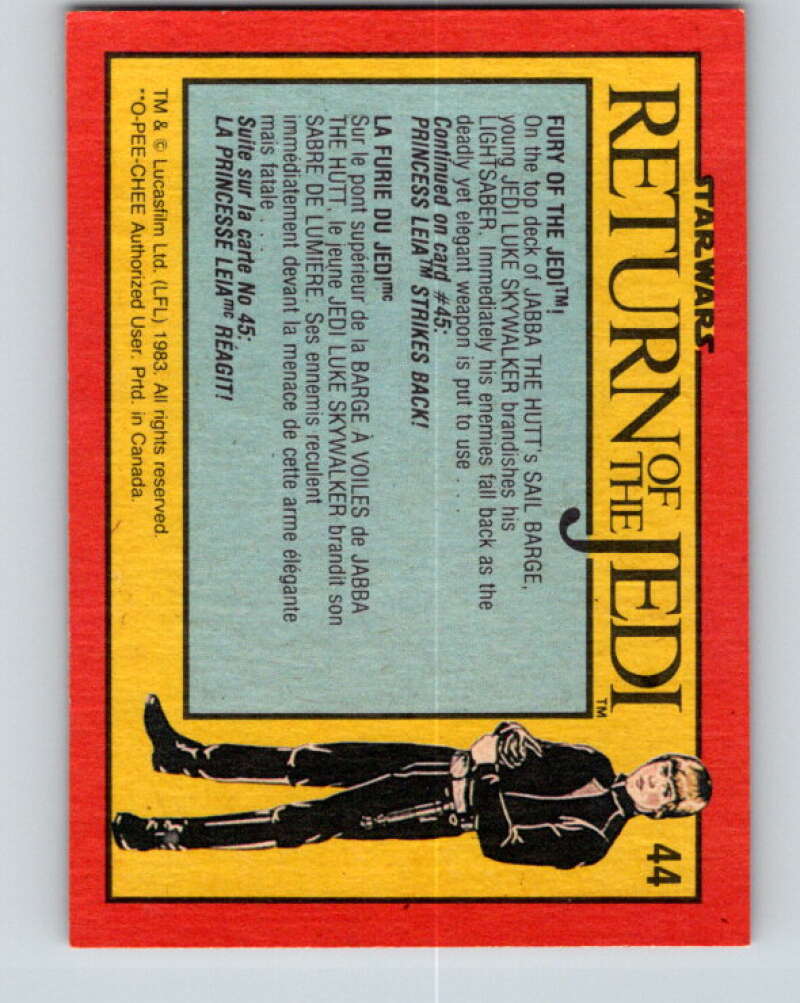 STAR WARS
RETURN OF THE JEDI™
44
FURY OF THE JEDI™!
On the top deck of JABBA THE HUTT's SAIL BARGE,
young JEDI LUKE SKYWALKER brandishes his
LIGHTSABER. Immediately his enemies fall back as the
deadly yet elegant weapon is put to use . . .
Continued on card #45:
PRINCESS LEIA™ STRIKES BACK!
LA FURIE DU JEDImc
Sur le pont supérieur de la BARGE À VOILES de JABBA
THE HUTT, le jeune JEDI LUKE SKYWALKER brandit son
SABRE DE LUMIÈRE. Ses ennemis reculent
immédiatement devant la menace de cette arme élégante
mais fatale . . .
Suite sur la carte No 45:
LA PRINCESSE LEIAmc RÉAGIT!
TM & © Lucasfilm Ltd. (LFL) 1983. All rights reserved.
**O-PEE-CHEE Authorized User. Prtd. in Canada.